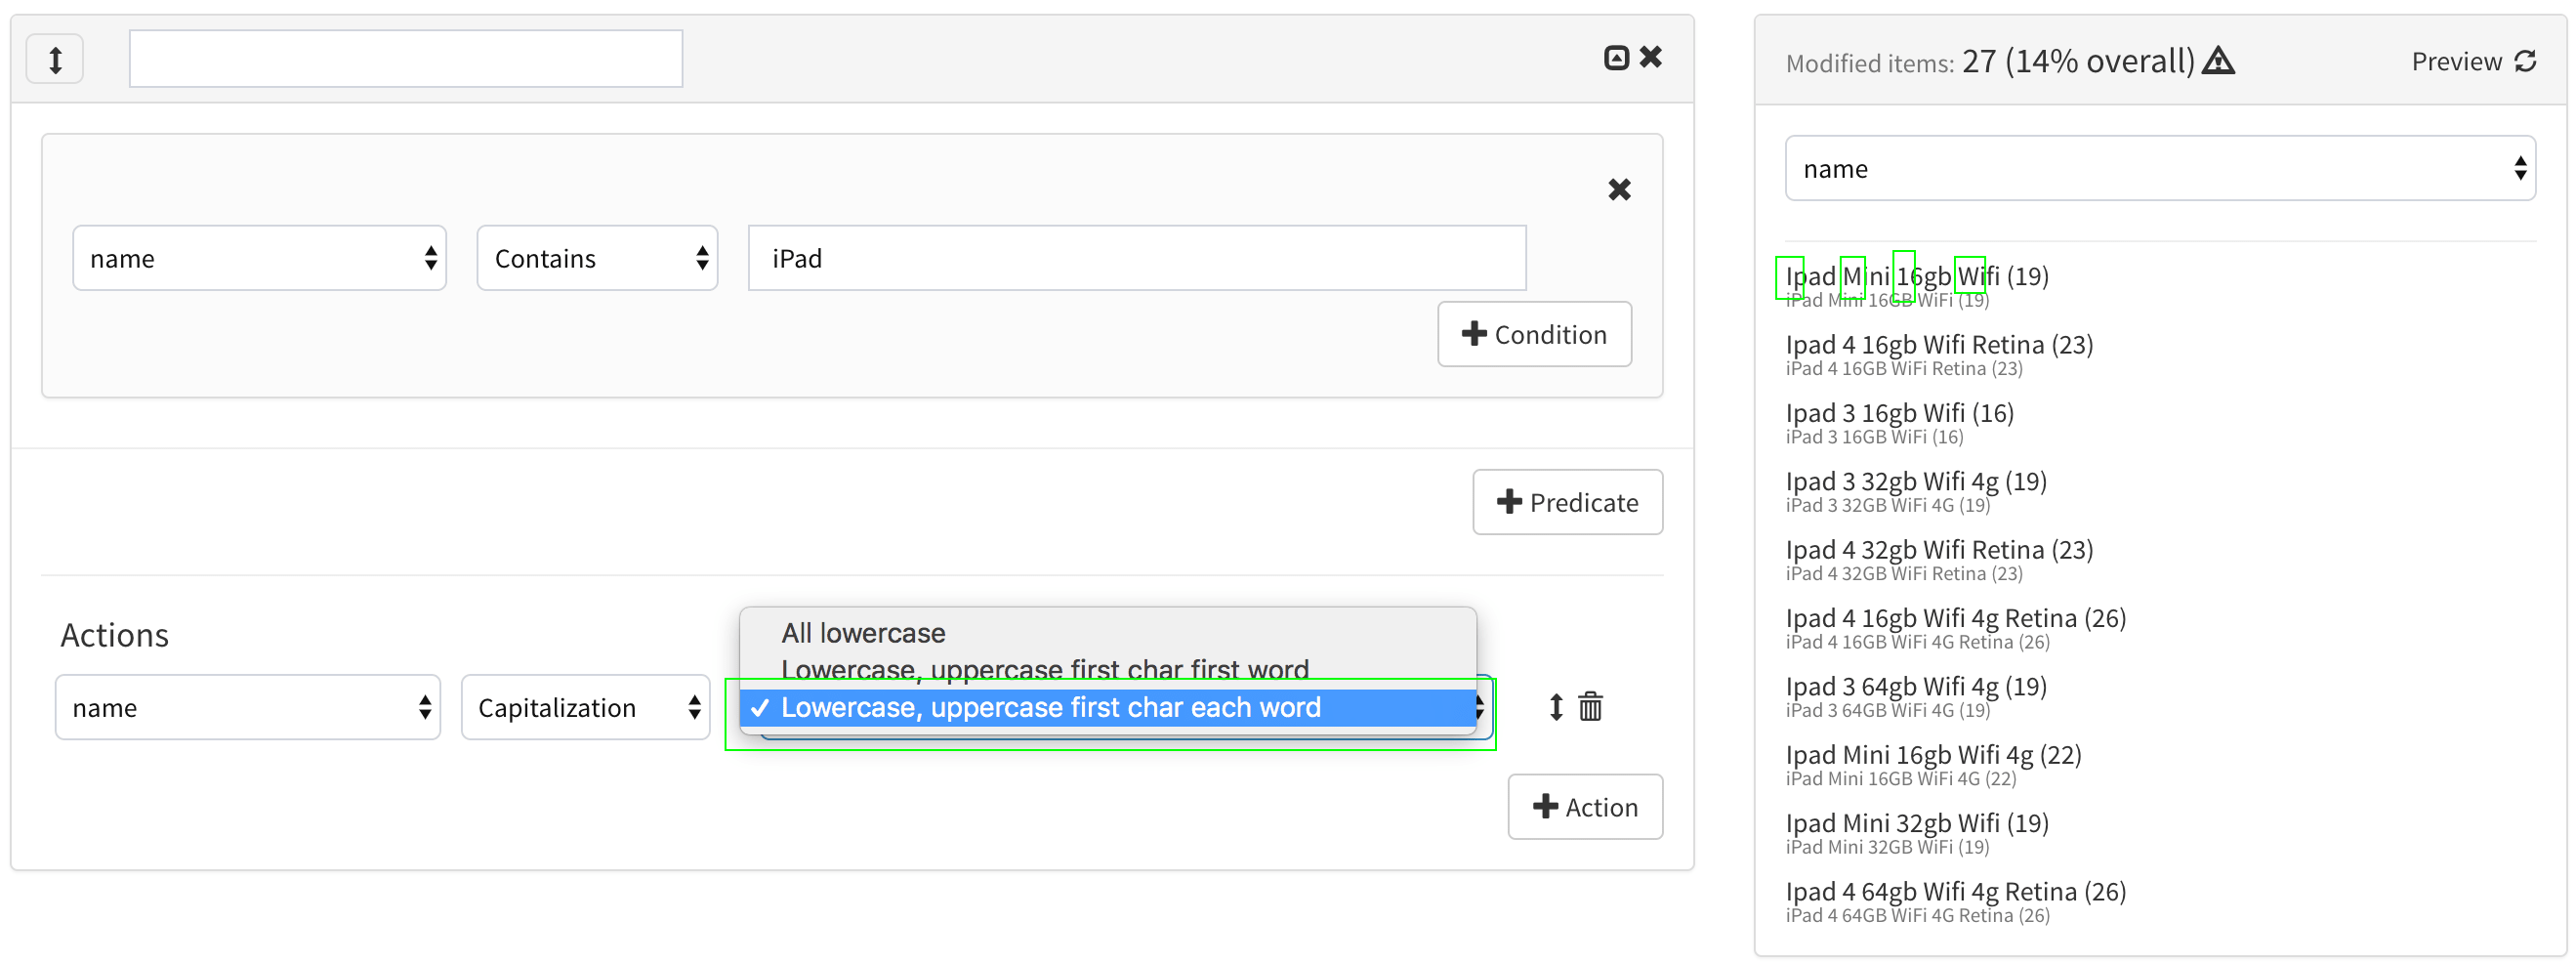 name
Contains
iPad
Condition
Predicate
Actions
name
Capitalization
All lowercase
Lowercase, uppercase first char first word
Lowercase, uppercase first char each word
Action
Modified items: 27 (14% overall)
Preview
name
Ipad Mini 16gb Wifi (19)
iPad Mini 16GB WiFi (19)
Ipad 4 16gb Wifi Retina (23)
iPad 4 16GB WiFi Retina (23)
Ipad 3 16gb Wifi (16)
iPad 3 16GB WiFi (16)
Ipad 3 32gb Wifi 4g (19)
iPad 3 32GB WiFi 4G (19)
Ipad 4 32gb Wifi Retina (23)
iPad 4 32GB WiFi Retina (23)
Ipad 4 16gb Wifi 4g Retina (26)
iPad 4 16GB WiFi 4G Retina (26)
Ipad 3 64gb Wifi 4g (19)
iPad 3 64GB WiFi 4G (19)
Ipad Mini 16gb Wifi 4g (22)
iPad Mini 16GB WiFi 4G (22)
Ipad Mini 32gb Wifi (19)
iPad Mini 32GB WiFi (19)
Ipad 4 64gb Wifi 4g Retina (26)
iPad 4 64GB WiFi 4G Retina (26)